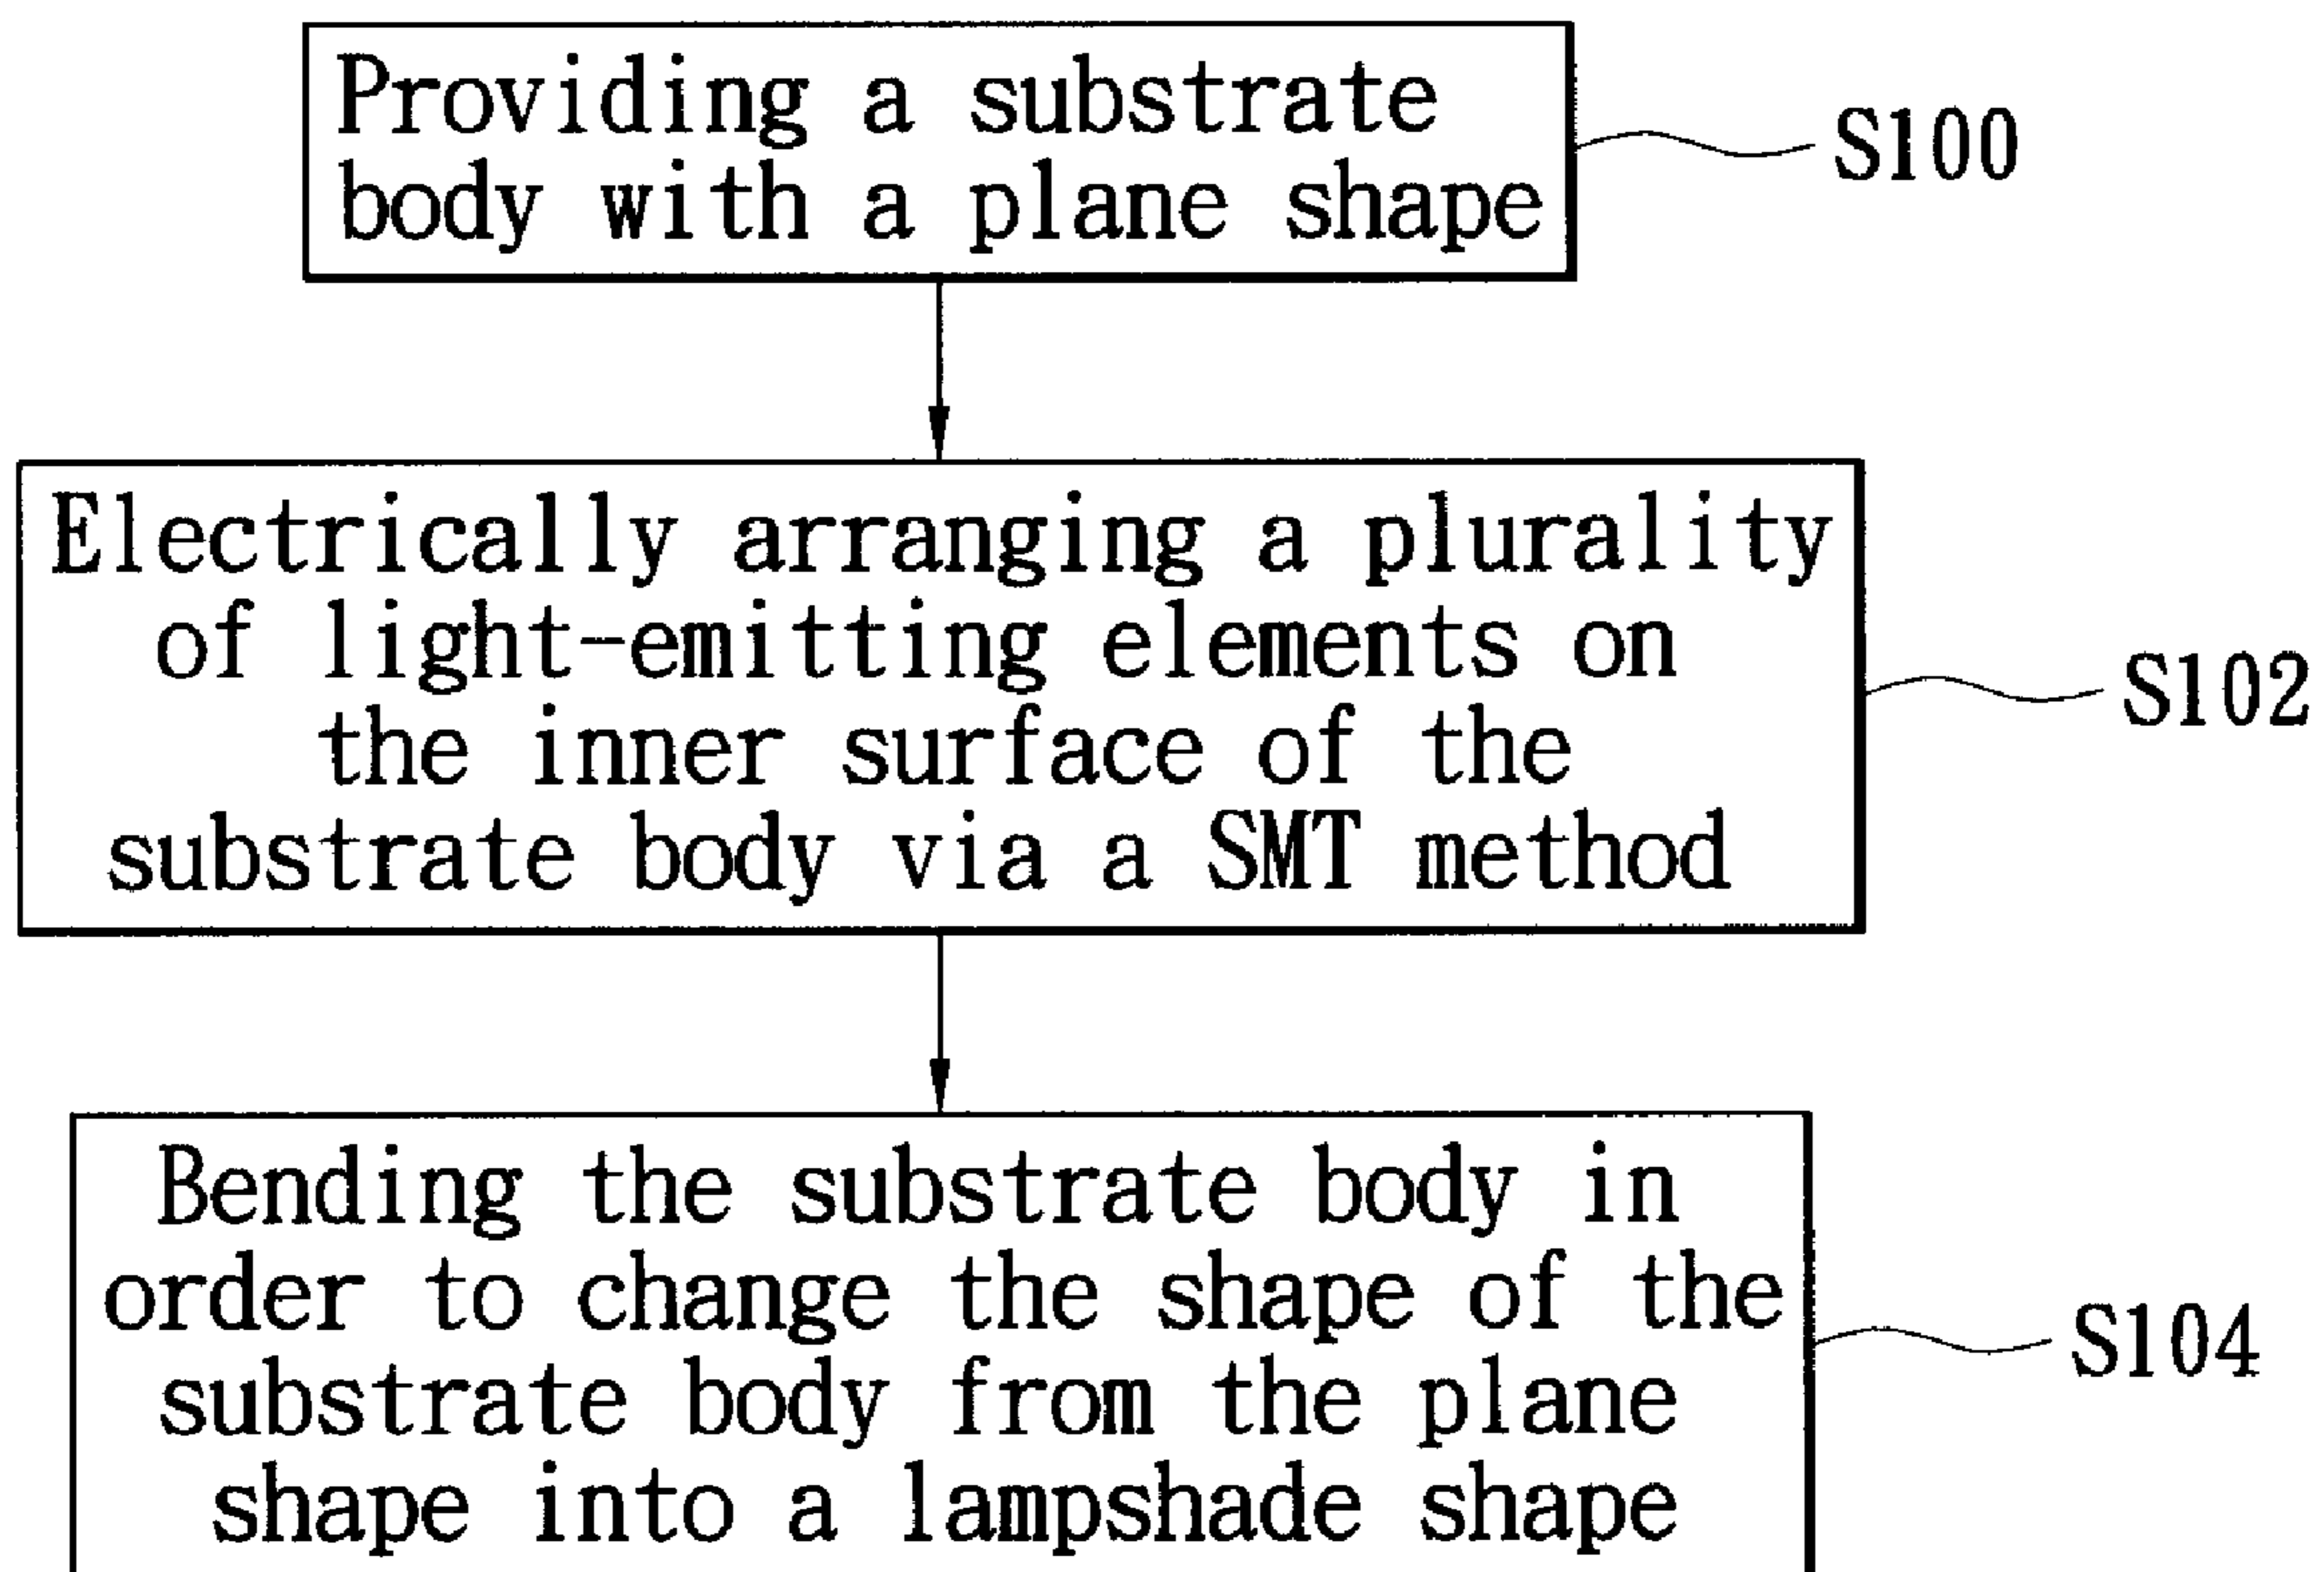 Providing a substrate
body with a plane shape
S100
Electrically arranging a plurality
of light-emitting elements on
the inner surface of the
substrate body via a SMT method
S102
Bending the substrate body in
order to change the shape of the
substrate body from the plane
shape into a lampshade shape
S104